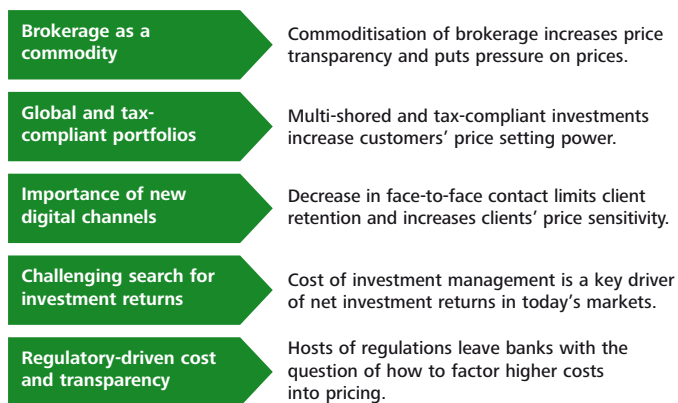 Brokerage as a
commodity
Commoditisation of brokerage increases price
transparency and puts pressure on prices.
Global and tax-
compliant portfolios
Multi-shored and tax-compliant investments
increase customers’ price setting power.
Importance of new
digital channels
Decrease in face-to-face contact limits client
retention and increases clients’ price sensitivity.
Challenging search for
investment returns
Cost of investment management is a key driver
of net investment returns in today’s markets.
Regulatory-driven cost
and transparency
Hosts of regulations leave banks with the
question of how to factor higher costs
into pricing.